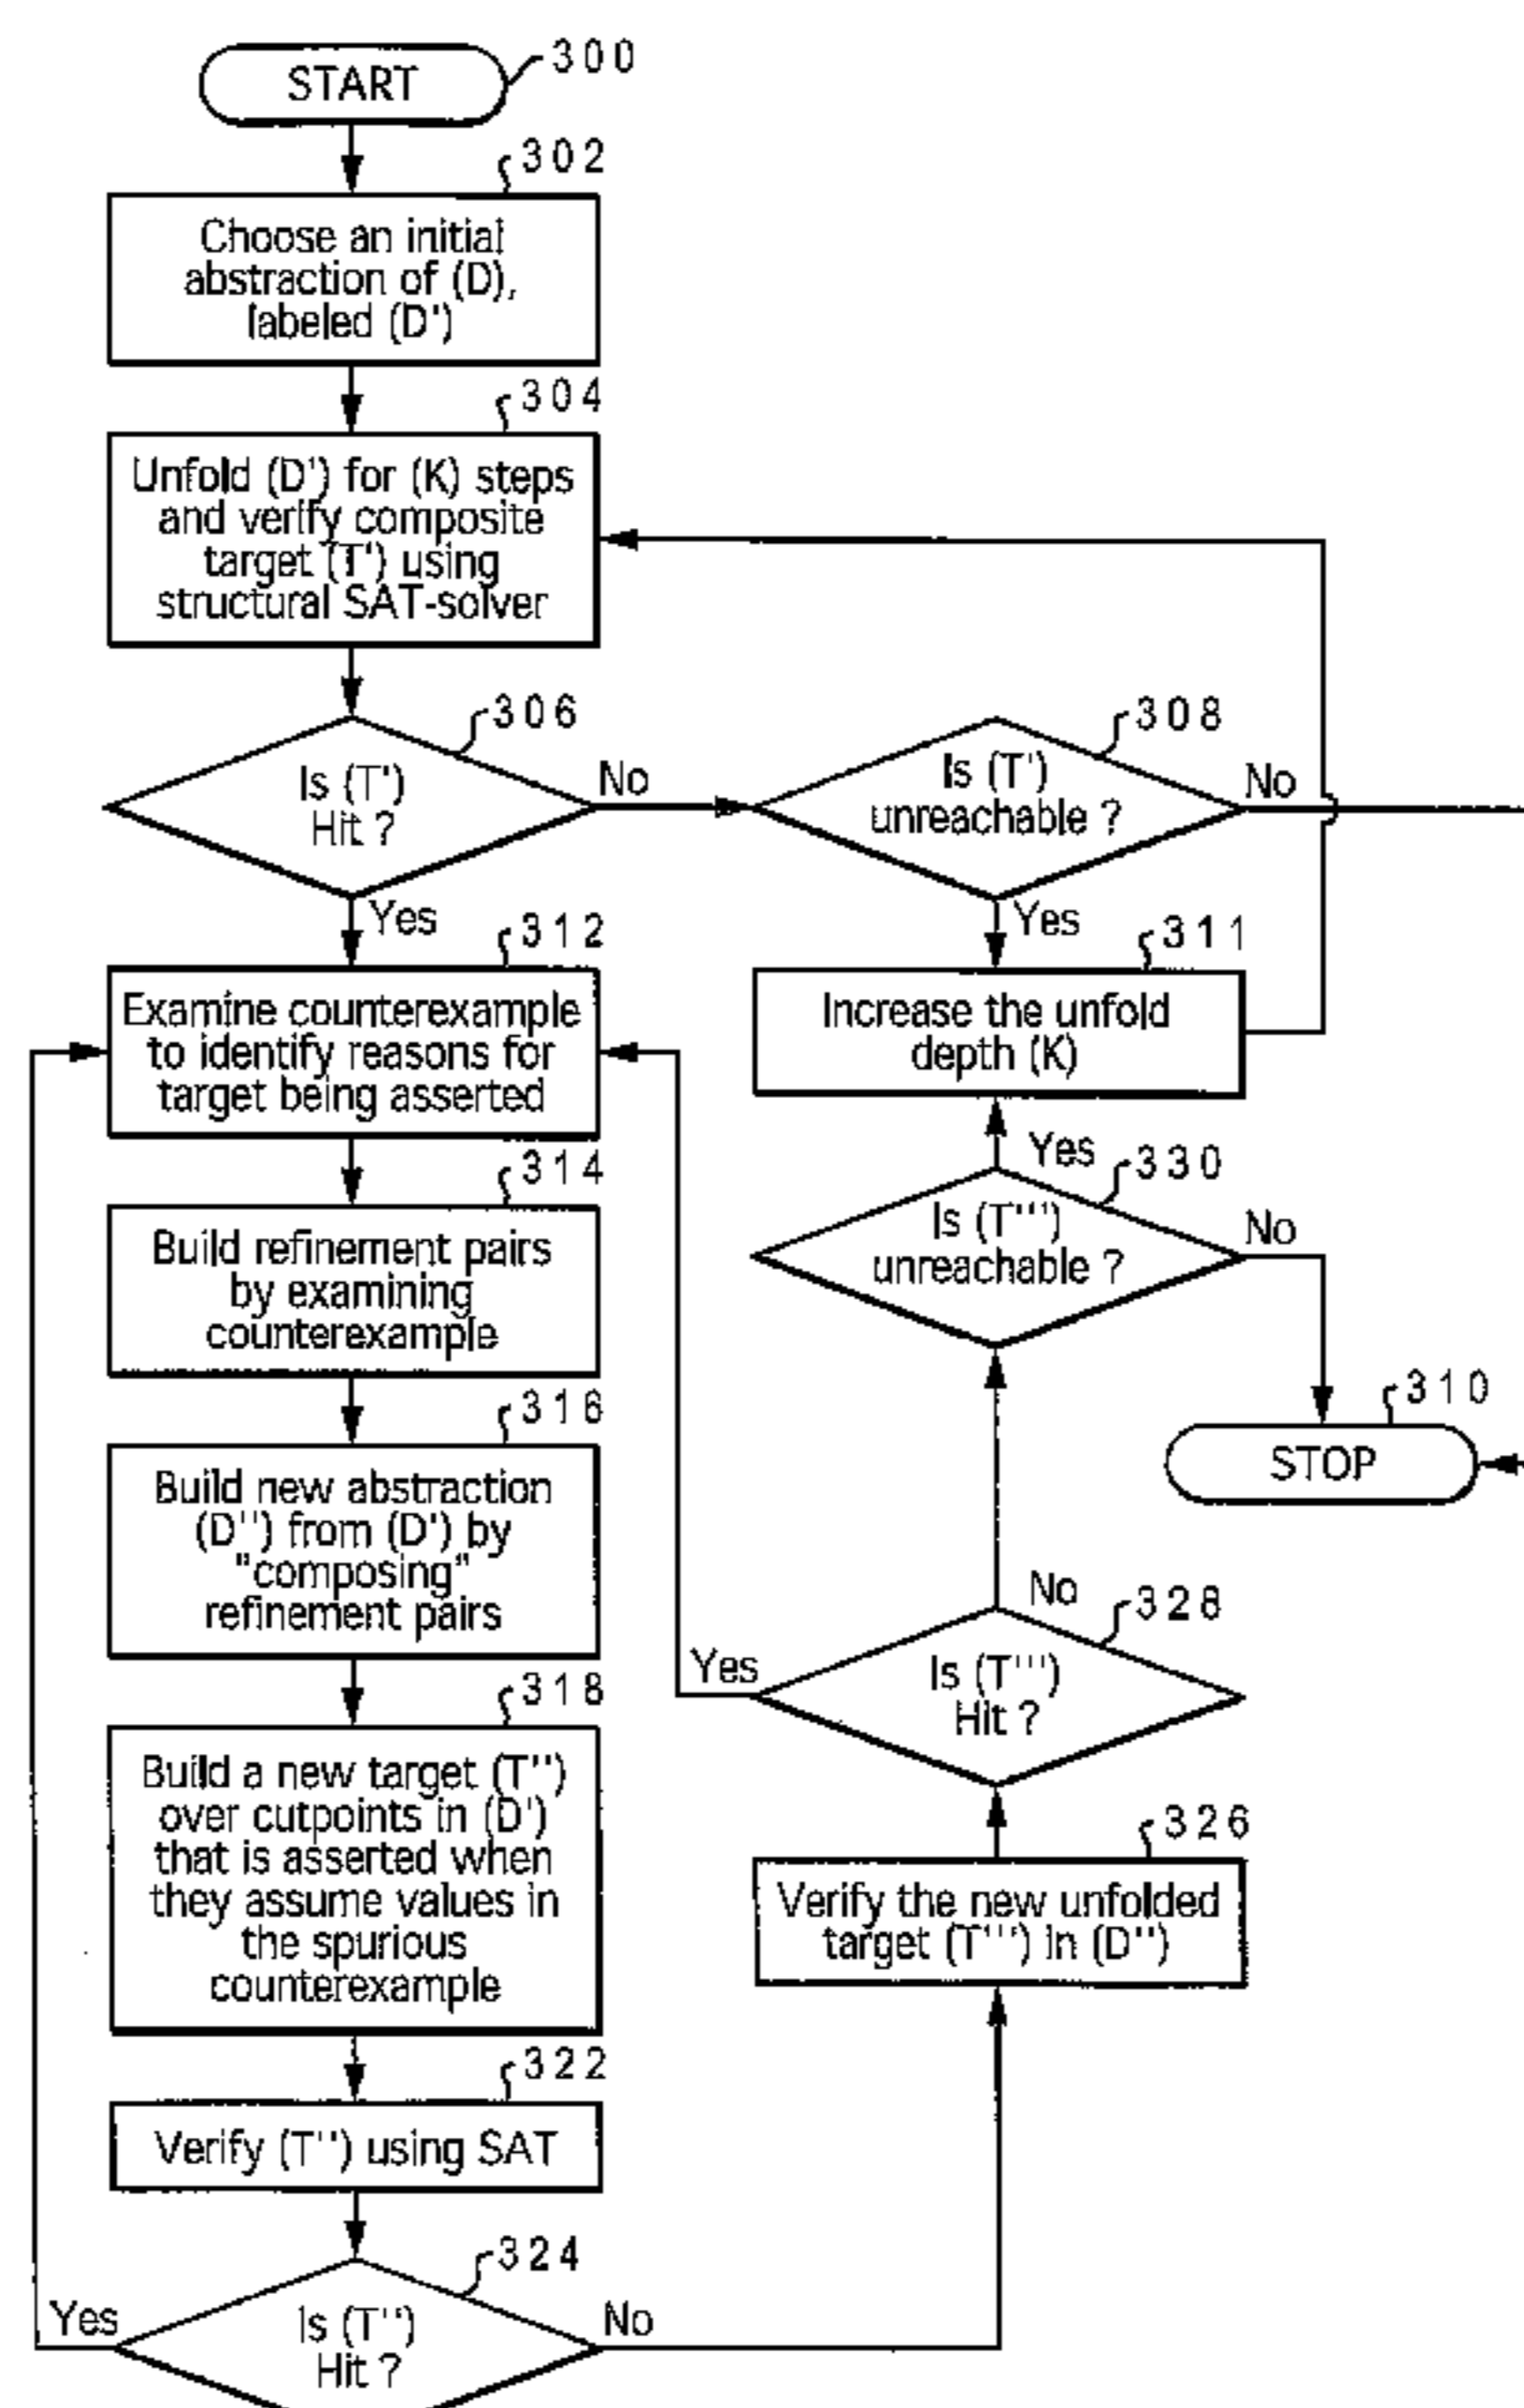 START
300
302
Choose an initial
abstraction of (D),
labeled (D')
304
Unfold (D') for (K) steps
and verify composite
target (T') using
structural SAT-solver
306
Is (T')
Hit ?
No
Yes
308
Is (T')
unreachable ?
No
Yes
311
Increase the unfold
depth (K)
312
Examine counterexample
to identify reasons for
target being asserted
314
Build refinement pairs
by examining
counterexample
316
Build new abstraction
(D'') from (D') by
"composing"
refinement pairs
318
Build a new target (T'')
over cutpoints in (D')
that is asserted when
they assume values in
the spurious
counterexample
322
Verify (T'') using SAT
324
Is (T'')
Hit ?
Yes
No
326
Verify the new unfolded
target (T''') in (D'')
328
Is (T''')
Hit ?
Yes
No
330
Is (T''')
unreachable ?
Yes
No
310
STOP